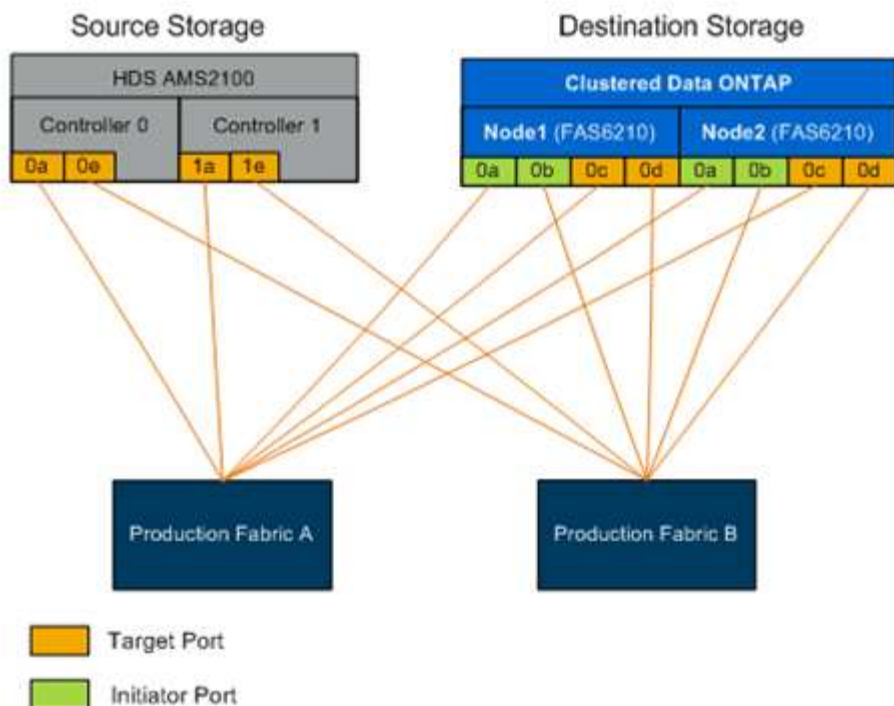 Source Storage
Destination Storage
HDS AMS2100
Controller 0
Controller 1
0a 0e 1a 1e
Clustered Data ONTAP
Node1 (FAS6210)
Node2 (FAS6210)
0a 0b 0c 0d 0a 0b 0c 0d
Production Fabric A
Production Fabric B
Target Port
Initiator Port